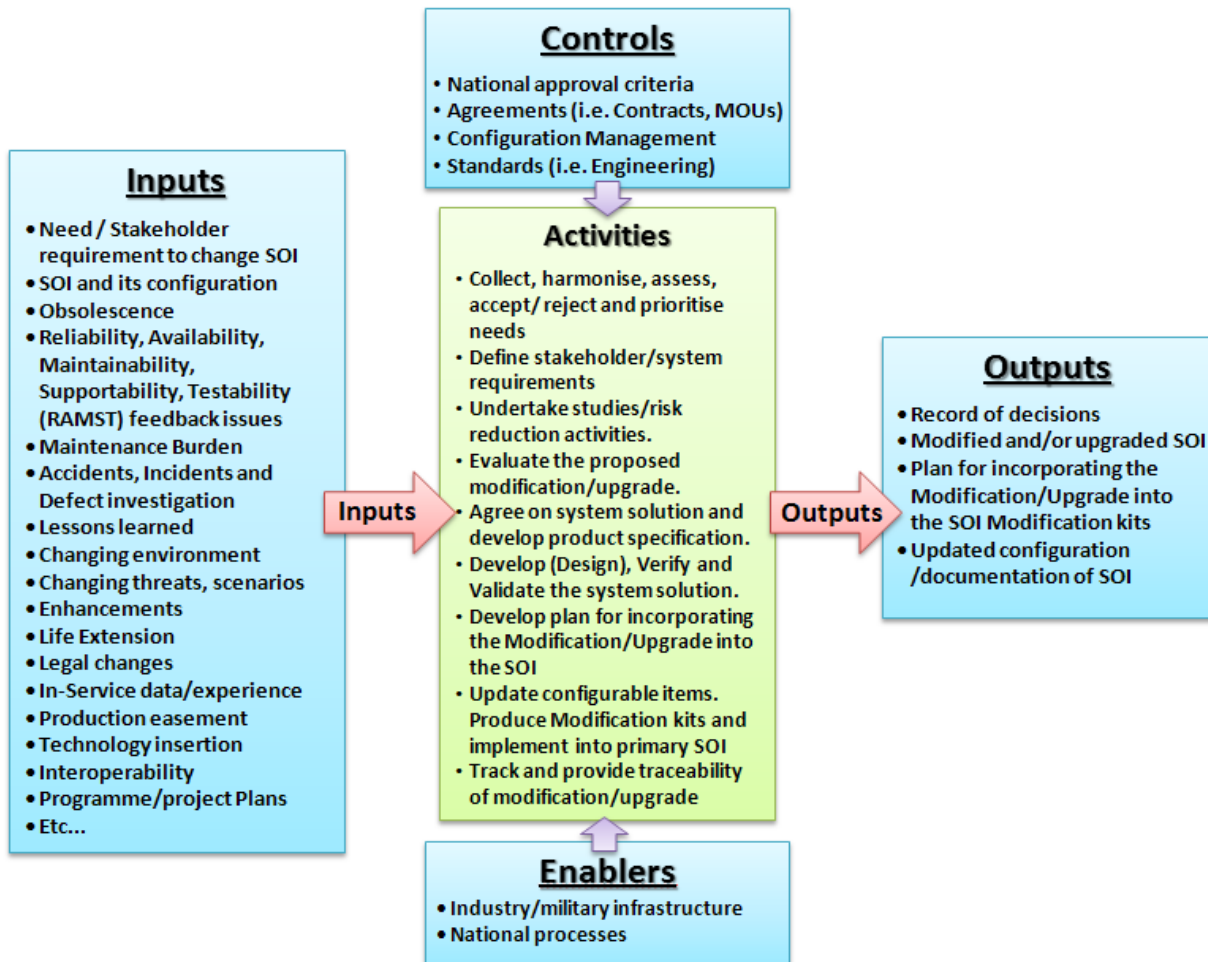 Controls
• National approval criteria
• Agreements (i.e. Contracts, MOUs)
• Configuration Management
• Standards (i.e. Engineering)
Inputs
• Need / Stakeholder
requirement to change SOI
• SOI and its configuration
• Obsolescence
• Reliability, Availability,
Maintainability,
Supportability, Testability
(RAMST) feedback issues
• Maintenance Burden
• Accidents, Incidents and
Defect investigation
• Lessons learned
• Changing environment
• Changing threats, scenarios
• Enhancements
• Life Extension
• Legal changes
• In-Service data/experience
• Production easement
• Technology insertion
• Interoperability
• Programme/project Plans
• Etc...
Inputs
Activities
• Collect, harmonise, assess,
accept/ reject and prioritise
needs
• Define stakeholder/system
requirements
• Undertake studies/risk
reduction activities.
• Evaluate the proposed
modification/upgrade.
• Agree on system solution and
develop product specification.
• Develop (Design), Verify and
Validate the system solution.
• Develop plan for incorporating
the Modification/Upgrade into
the SOI
• Update configurable items.
Produce Modification kits and
implement into primary SOI
• Track and provide traceability
of modification/upgrade
Outputs
Outputs
• Record of decisions
• Modified and/or upgraded SOI
• Plan for incorporating the
Modification/Upgrade into
the SOI Modification kits
• Updated configuration
/documentation of SOI
Enablers
• Industry/military infrastructure
• National processes